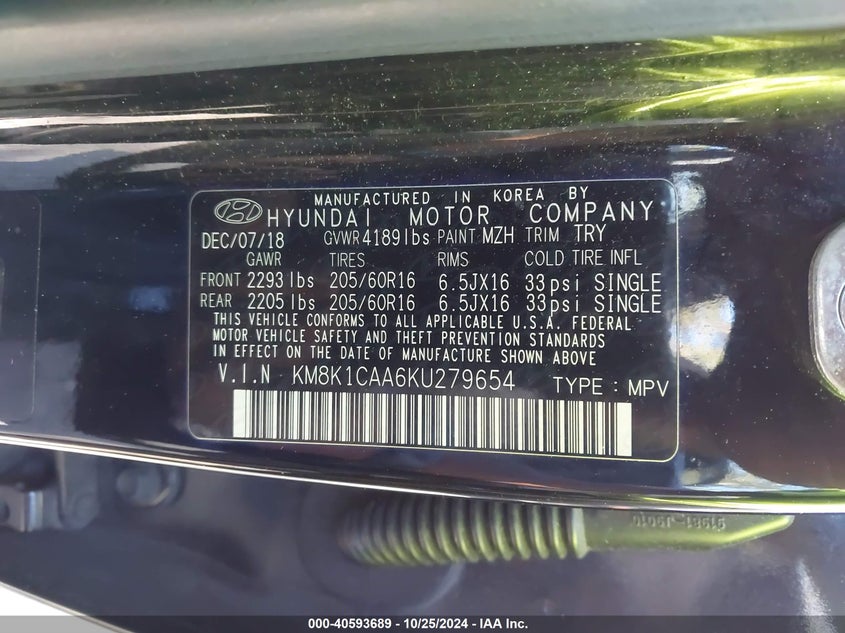 MANUFACTURED IN KOREA BY
HYUNDAI MOTOR COMPANY
DEC/07/18 GVWR 4189 lbs PAINT MZH TRIM TRY
GAWR TIRES RIMS COLD TIRE INFL
FRONT 2293 lbs 205/60R16 6.5JX16 33psi SINGLE
REAR 2205 lbs 205/60R16 6.5JX16 33psi SINGLE
THIS VEHICLE CONFORMS TO ALL APPLICABLE U.S.A. FEDERAL
MOTOR VEHICLE SAFETY AND THEFT PREVENTION STANDARDS
IN EFFECT ON THE DATE OF MANUFACTURE SHOWN ABOVE
V.I.N KM8K1CAA6KU279654 TYPE : MPV
91981-J9010
000-40593689 - 10/25/2024 - IAA Inc.